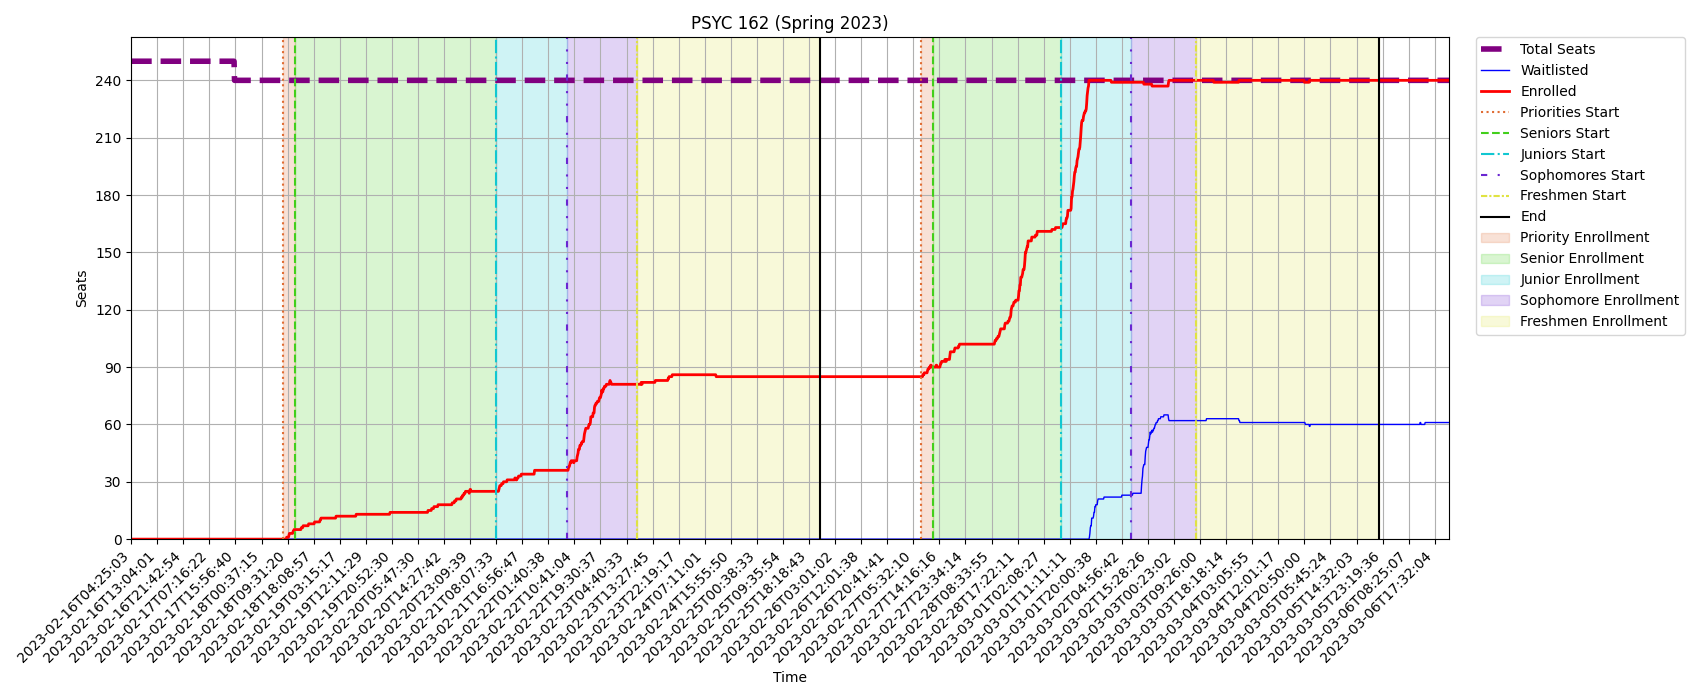 PSYC 162 (Spring 2023)
Seats
240
210
180
150
120
90
60
30
0
2023-02-16T04:25:03
2023-02-16T13:04:01
2023-02-16T21:42:54
2023-02-17T07:16:22
2023-02-17T15:56:40
2023-02-18T00:37:15
2023-02-18T09:31:20
2023-02-18T18:08:57
2023-02-19T03:15:17
2023-02-19T12:11:29
2023-02-19T20:52:30
2023-02-20T05:47:30
2023-02-20T14:27:42
2023-02-20T23:09:39
2023-02-21T08:07:33
2023-02-21T16:56:47
2023-02-22T01:40:38
2023-02-22T10:41:04
2023-02-22T19:30:37
2023-02-23T04:40:33
2023-02-23T13:27:45
2023-02-23T22:19:17
2023-02-24T07:11:01
2023-02-24T15:55:50
2023-02-25T00:38:33
2023-02-25T09:35:54
2023-02-25T18:18:43
2023-02-26T03:01:02
2023-02-26T12:01:38
2023-02-26T20:41:41
2023-02-27T05:32:10
2023-02-27T14:16:16
2023-02-27T23:34:14
2023-02-28T08:33:55
2023-02-28T17:22:11
2023-03-01T02:08:27
2023-03-01T11:11:11
2023-03-01T20:00:38
2023-03-02T04:56:42
2023-03-02T15:28:26
2023-03-03T00:23:02
2023-03-03T09:26:00
2023-03-03T18:18:14
2023-03-04T03:05:55
2023-03-04T12:01:17
2023-03-04T20:50:00
2023-03-05T05:45:24
2023-03-05T14:32:03
2023-03-05T23:19:36
2023-03-06T08:25:07
2023-03-06T17:32:04
Time
Total Seats
Waitlisted
Enrolled
Priorities Start
Seniors Start
Juniors Start
Sophomores Start
Freshmen Start
End
Priority Enrollment
Senior Enrollment
Junior Enrollment
Sophomore Enrollment
Freshmen Enrollment